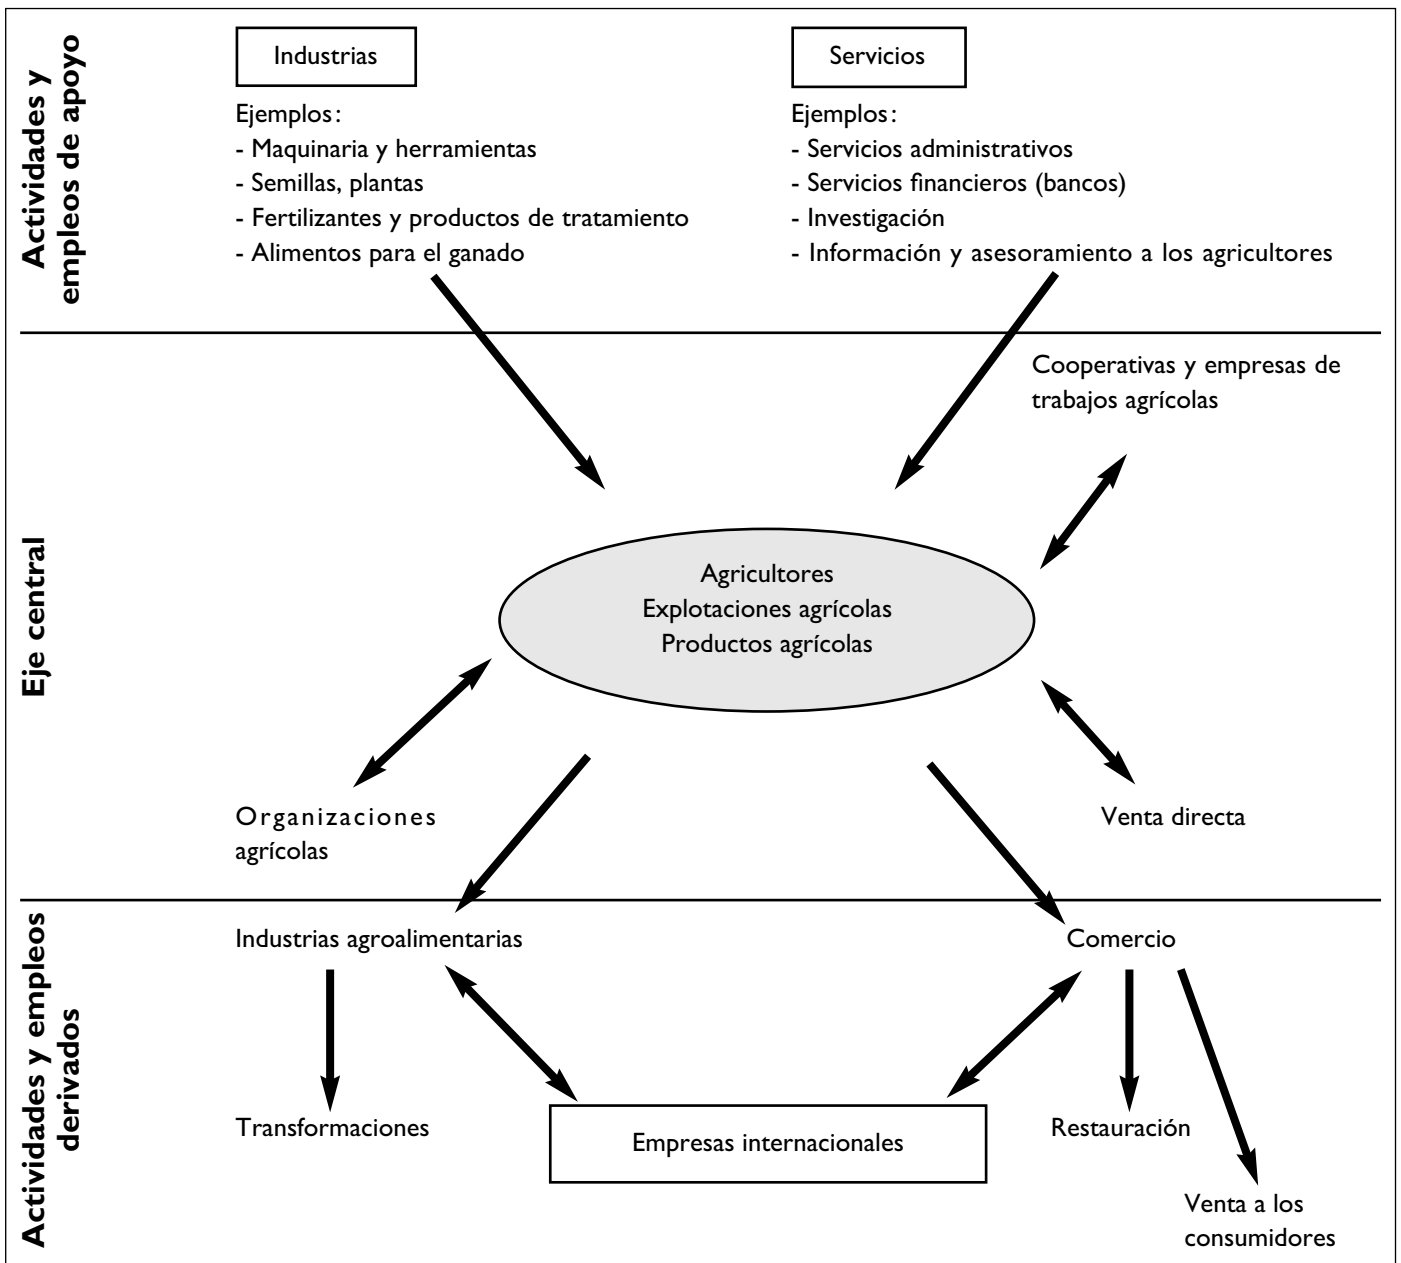 Actividades y
empleos de apoyo
Industrias
Ejemplos:
- Maquinaria y herramientas
- Semillas, plantas
- Fertilizantes y productos de tratamiento
- Alimentos para el ganado
Servicios
Ejemplos:
- Servicios administrativos
- Servicios financieros (bancos)
- Investigación
- Información y asesoramiento a los agricultores
Eje central
Cooperativas y empresas de
trabajos agrícolas
Agricultores
Explotaciones agrícolas
Productos agrícolas
Organizaciones
agrícolas
Venta directa
Actividades y empleos
derivados
Industrias agroalimentarias
Comercio
Transformaciones
Empresas internacionales
Restauración
Venta a los
consumidores